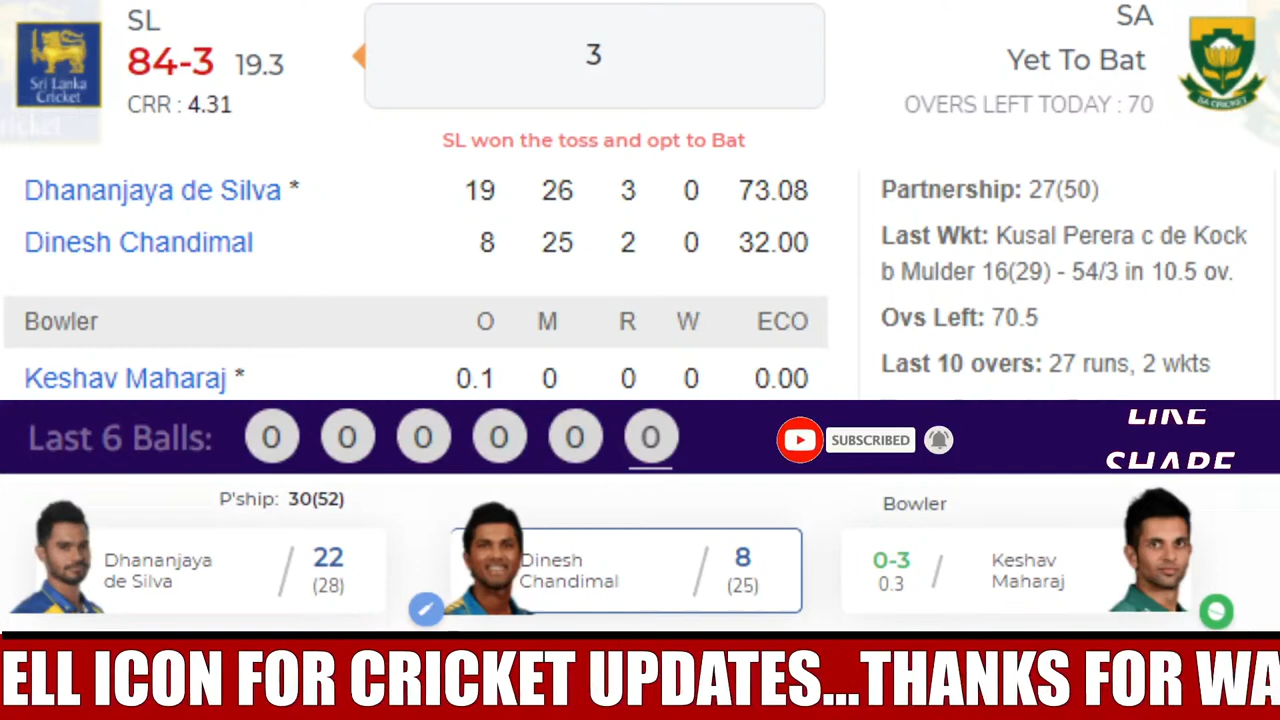 SL
84-3 19.3
CRR : 4.31
Sri Lanka
Cricket
3
SA
Yet To Bat
OVERS LEFT TODAY : 70
SA CRICKET
SL won the toss and opt to Bat
Dhananjaya de Silva * 19 26 3 0 73.08
Dinesh Chandimal 8 25 2 0 32.00
Bowler O M R W ECO
Keshav Maharaj * 0.1 0 0 0 0.00
Partnership: 27(50)
Last Wkt: Kusal Perera c de Kock
b Mulder 16(29) - 54/3 in 10.5 ov.
Ovs Left: 70.5
Last 10 overs: 27 runs, 2 wkts
Last 6 Balls: 0 0 0 0 0 0
SUBSCRIBED
LIKE
SHARE
P'ship: 30(52)
Dhananjaya
de Silva
22
(28)
Dinesh
Chandimal
8
(25)
Bowler
0-3
0.3
Keshav
Maharaj
ELL ICON FOR CRICKET UPDATES...THANKS FOR WA